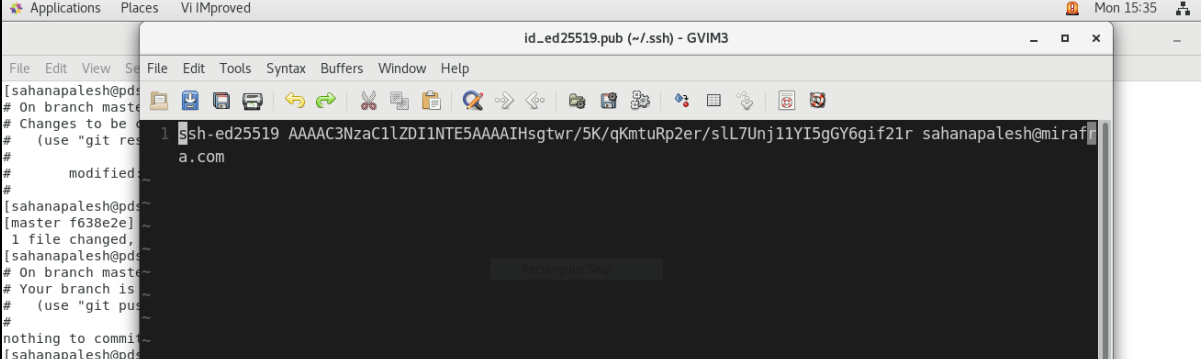 Applications Places Vi IMproved Mon 15:35
id_ed25519.pub (~/.ssh) - GVIM3
File Edit View Se
File Edit Tools Syntax Buffers Window Help
1 ssh-ed25519 AAAAC3NzaC1lZDI1NTE5AAAAIHsgtwr/5K/qKmtuRp2er/slL7Unj11YI5gGY6gif21r sahanapalesh@mirafr
a.com
~
~
~
~
~
~
~
~
Rectangular Snip
[sahanapalesh@pds
# On branch maste
# Changes to be c
# (use "git res
#
# modified:
#
[sahanapalesh@pds
[master f638e2e]
1 file changed,
[sahanapalesh@pds
# On branch maste
# Your branch is
# (use "git pus
#
nothing to commit
[sahanapalesh@pds